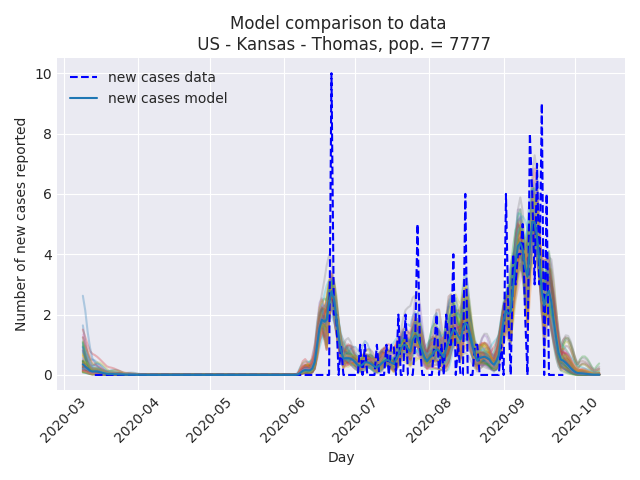 Model comparison to data
US - Kansas - Thomas, pop. = 7777
new cases data
new cases model
Number of new cases reported
10
8
6
4
2
0
2020-03
2020-04
2020-05
2020-06
2020-07
2020-08
2020-09
2020-10
Day